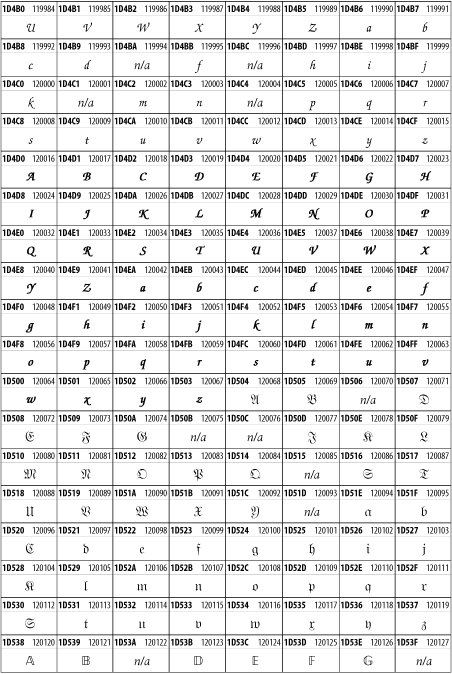 1D4B0 119984 1D4B1 119985 1D4B2 119986 1D4B3 119987 1D4B4 119988 1D4B5 119989 1D4B6 119990 1D4B7 119991
𝒰 𝒱 𝒲 𝒳 𝒴 𝒵 𝒶 𝒷
1D4B8 119992 1D4B9 119993 1D4BA 119994 1D4BB 119995 1D4BC 119996 1D4BD 119997 1D4BE 119998 1D4BF 119999
𝒸 𝒹 n/a 𝒻 n/a 𝒽 𝒾 𝒿
1D4C0 120000 1D4C1 120001 1D4C2 120002 1D4C3 120003 1D4C4 120004 1D4C5 120005 1D4C6 120006 1D4C7 120007
𝓀 n/a 𝓂 𝓃 n/a 𝓅 𝓆 𝓇
1D4C8 120008 1D4C9 120009 1D4CA 120010 1D4CB 120011 1D4CC 120012 1D4CD 120013 1D4CE 120014 1D4CF 120015
𝓈 𝓉 𝓊 𝓋 𝓌 𝓍 𝓎 𝓏
1D4D0 120016 1D4D1 120017 1D4D2 120018 1D4D3 120019 1D4D4 120020 1D4D5 120021 1D4D6 120022 1D4D7 120023
𝓐 𝓑 𝓒 𝓓 𝓔 𝓕 𝓖 𝓗
1D4D8 120024 1D4D9 120025 1D4DA 120026 1D4DB 120027 1D4DC 120028 1D4DD 120029 1D4DE 120030 1D4DF 120031
𝓘 𝓙 𝓚 𝓛 𝓜 𝓝 𝓞 𝓟
1D4E0 120032 1D4E1 120033 1D4E2 120034 1D4E3 120035 1D4E4 120036 1D4E5 120037 1D4E6 120038 1D4E7 120039
𝓠 𝓡 𝓢 𝓣 𝓤 𝓥 𝓦 𝓧
1D4E8 120040 1D4E9 120041 1D4EA 120042 1D4EB 120043 1D4EC 120044 1D4ED 120045 1D4EE 120046 1D4EF 120047
𝓨 𝓩 𝓪 𝓫 𝓬 𝓭 𝓮 𝓯
1D4F0 120048 1D4F1 120049 1D4F2 120050 1D4F3 120051 1D4F4 120052 1D4F5 120053 1D4F6 120054 1D4F7 120055
𝓰 𝓱 𝓲 𝓳 𝓴 𝓵 𝓶 𝓷
1D4F8 120056 1D4F9 120057 1D4FA 120058 1D4FB 120059 1D4FC 120060 1D4FD 120061 1D4FE 120062 1D4FF 120063
𝓸 𝓹 𝓺 𝓻 𝓼 𝓽 𝓾 𝓿
1D500 120064 1D501 120065 1D502 120066 1D503 120067 1D504 120068 1D505 120069 1D506 120070 1D507 120071
𝔀 𝔁 𝔂 𝔃 𝔄 𝔅 n/a 𝔇
1D508 120072 1D509 120073 1D50A 120074 1D50B 120075 1D50C 120076 1D50D 120077 1D50E 120078 1D50F 120079
𝔈 𝔉 𝔊 n/a n/a 𝔍 𝔎 𝔏
1D510 120080 1D511 120081 1D512 120082 1D513 120083 1D514 120084 1D515 120085 1D516 120086 1D517 120087
𝔐 𝔑 𝔒 𝔓 𝔔 n/a 𝔖 𝔗
1D518 120088 1D519 120089 1D51A 120090 1D51B 120091 1D51C 120092 1D51D 120093 1D51E 120094 1D51F 120095
𝔘 𝔙 𝔚 𝔛 𝔜 n/a 𝔞 𝔟
1D520 120096 1D521 120097 1D522 120098 1D523 120099 1D524 120100 1D525 120101 1D526 120102 1D527 120103
ℭ 𝔡 𝔢 𝔣 𝔤 𝔥 𝔦 𝔧
1D528 120104 1D529 120105 1D52A 120106 1D52B 120107 1D52C 120108 1D52D 120109 1D52E 120110 1D52F 120111
𝔎 𝔩 𝔪 𝔫 𝔬 𝔭 𝔮 𝔯
1D530 120112 1D531 120113 1D532 120114 1D533 120115 1D534 120116 1D535 120117 1D536 120118 1D537 120119
𝔖 𝔱 𝔲 𝔳 𝔴 𝔵 𝔶 𝔷
1D538 120120 1D539 120121 1D53A 120122 1D53B 120123 1D53C 120124 1D53D 120125 1D53E 120126 1D53F 120127
𝔸 𝔹 n/a 𝔻 𝔼 𝔽 𝔾 n/a